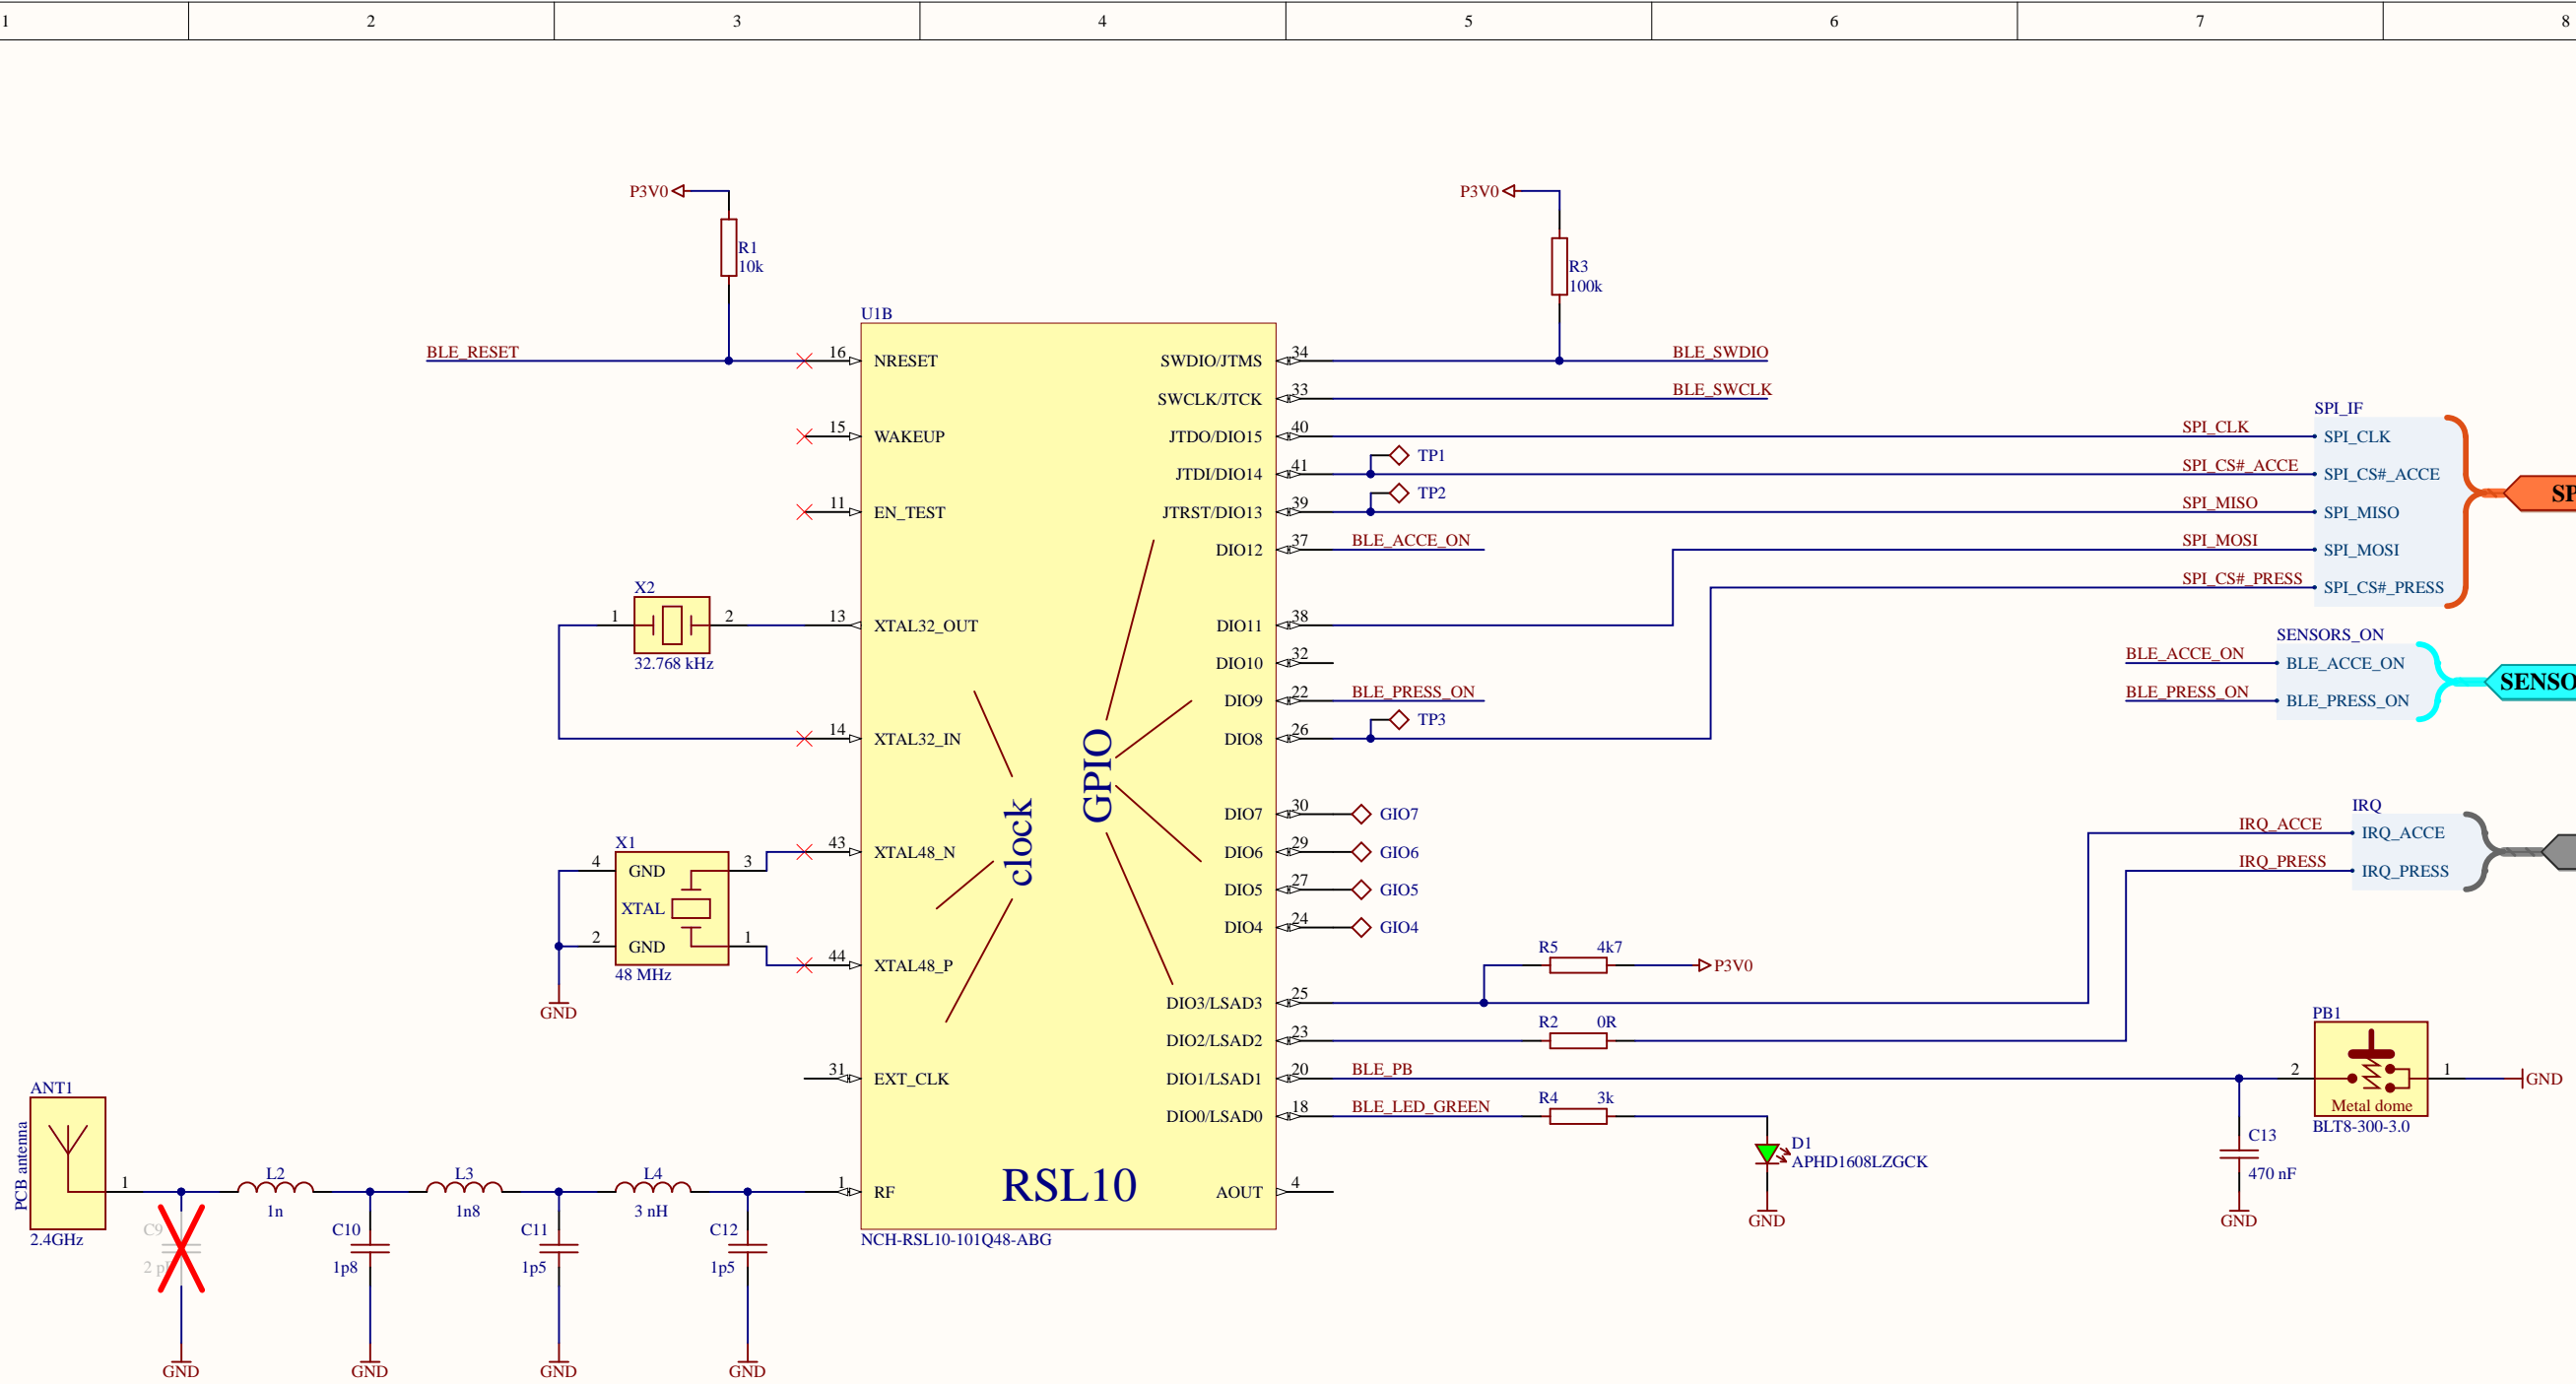 1 2 3 4 5 6 7 8
P3V0
R1
10k
P3V0
R3
100k
U1B
BLE_RESET
16 NRESET
15 WAKEUP
11 EN_TEST
X2
1 2
32.768 kHz
13 XTAL32_OUT
14 XTAL32_IN
X1
4 GND 3
XTAL
2 GND 1
48 MHz
GND
43 XTAL48_N
44 XTAL48_P
31 EXT_CLK
1 RF
clock
GPIO
RSL10
NCH-RSL10-101Q48-ABG
SWDIO/JTMS 34 BLE_SWDIO
SWCLK/JTCK 33 BLE_SWCLK
JTDO/DIO15 40 SPI_CLK
TP1
JTDI/DIO14 41 SPI_CS#_ACCE
TP2
JTRST/DIO13 39 SPI_MISO
DIO12 37 BLE_ACCE_ON
SPI_MOSI
SPI_CS#_PRESS
DIO11 38
DIO10 32
DIO9 22 BLE_PRESS_ON
TP3
DIO8 26
DIO7 30 GIO7
DIO6 29 GIO6
DIO5 27 GIO5
DIO4 24 GIO4
R5 4k7
P3V0
DIO3/LSAD3 25
R2 0R
DIO2/LSAD2 23
DIO1/LSAD1 20 BLE_PB
DIO0/LSAD0 18 BLE_LED_GREEN
R4 3k
AOUT 4
D1
APHD1608LZGCK
GND
SPI_IF
SPI_CLK
SPI_CS#_ACCE
SPI_MISO
SPI_MOSI
SPI_CS#_PRESS
SENSORS_ON
BLE_ACCE_ON BLE_ACCE_ON
BLE_PRESS_ON BLE_PRESS_ON
IRQ
IRQ_ACCE IRQ_ACCE
IRQ_PRESS IRQ_PRESS
PB1
2 1 GND
Metal dome
BLT8-300-3.0
C13
470 nF
GND
ANT1
PCB antenna
1
2.4GHz
L2
1n
L3
1n8
L4
3 nH
C9
C10
1p8
C11
1p5
C12
1p5
GND GND GND GND